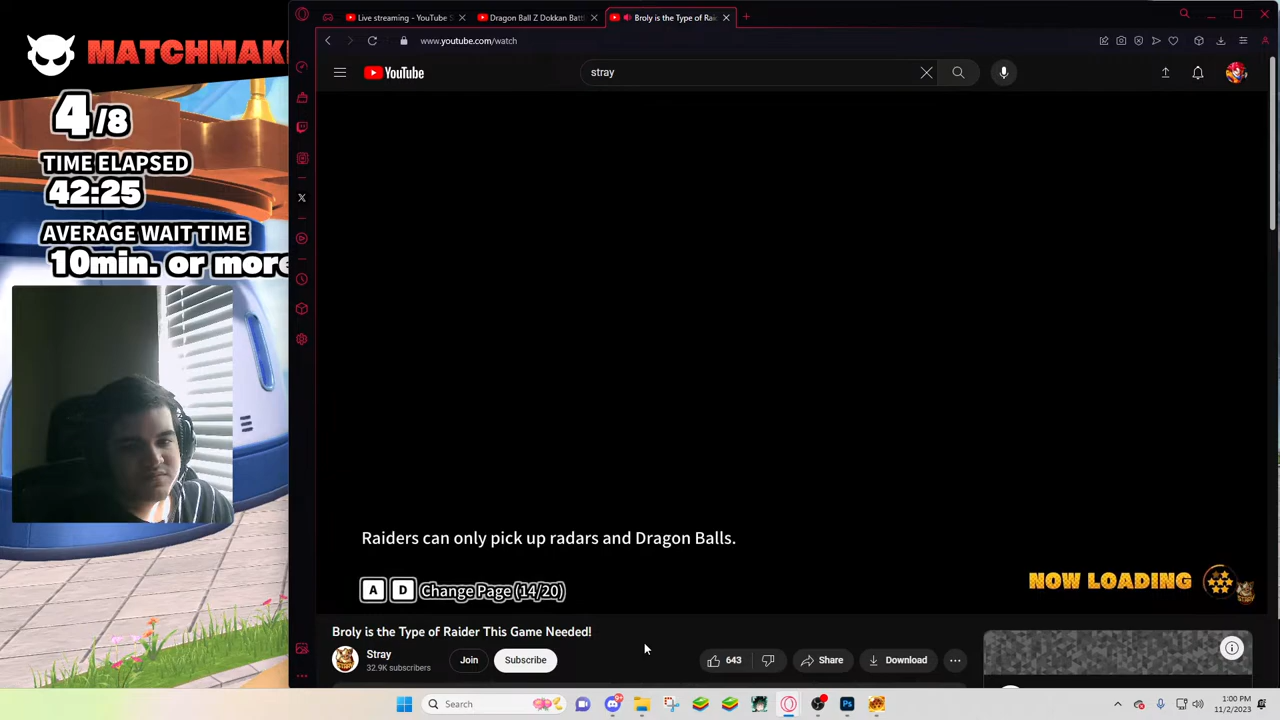 MATCHMAKI
4/8
TIME ELAPSED
42:25
AVERAGE WAIT TIME
10min. or more
Live streaming - YouTube S
Dragon Ball Z Dokkan Battl
Broly is the Type of Rai
www.youtube.com/watch
YouTube
stray
Raiders can only pick up radars and Dragon Balls.
A D Change Page (14/20)
NOW LOADING
Broly is the Type of Raider This Game Needed!
Stray
32.9K subscribers
Join
Subscribe
643
Share
Download
Search
1:00 PM
11/2/2023